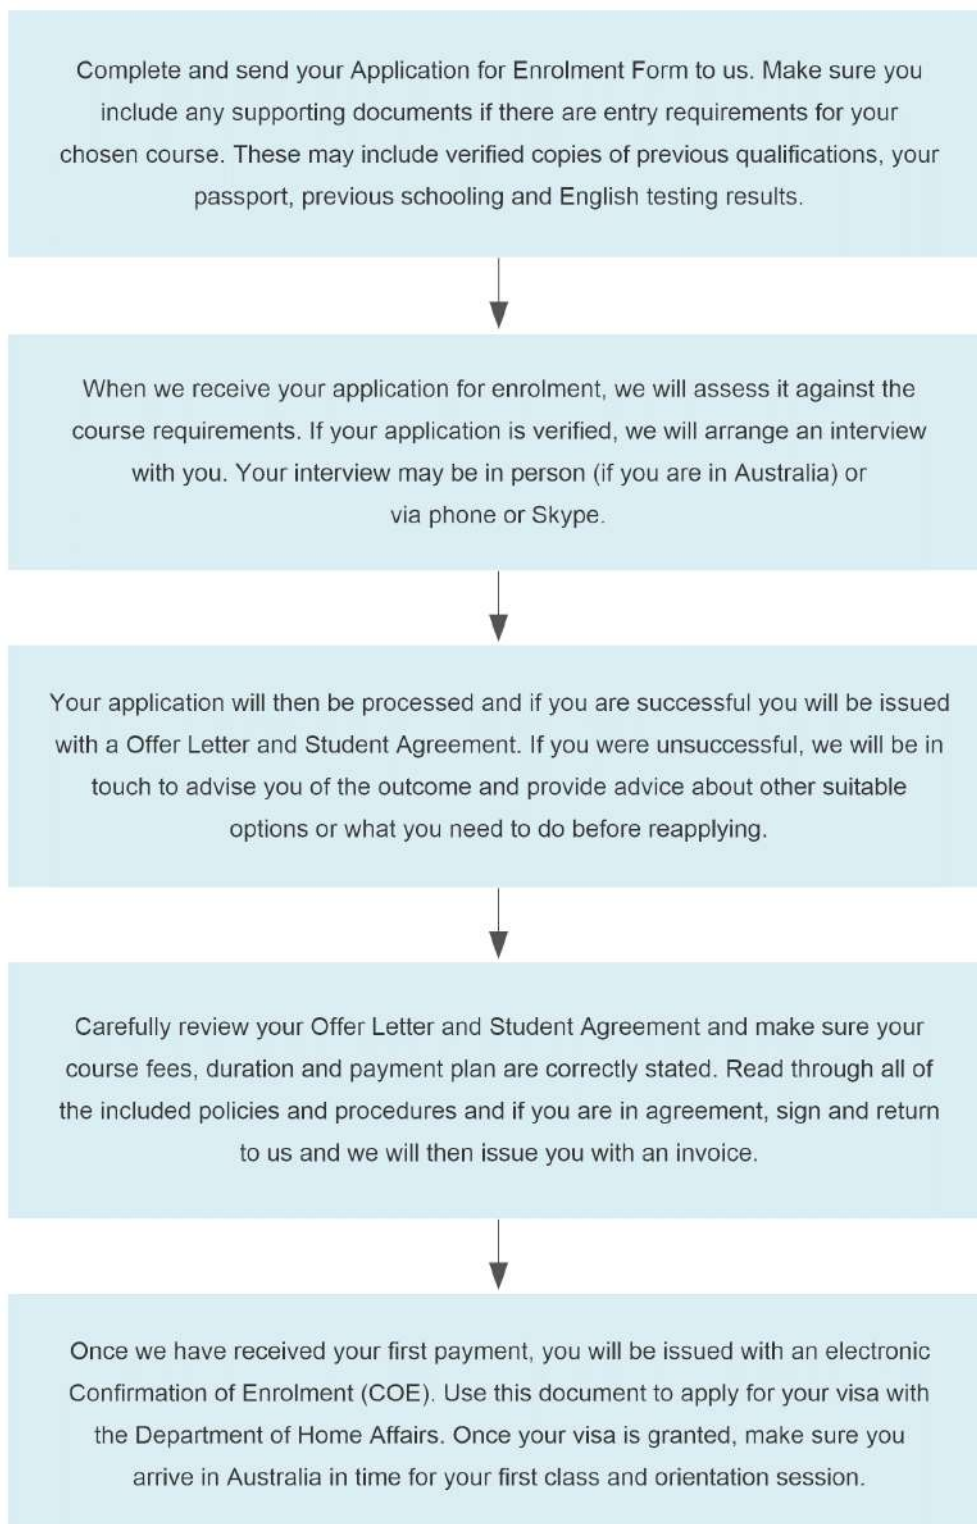 Complete and send your Application for Enrolment Form to us. Make sure you
include any supporting documents if there are entry requirements for your
chosen course. These may include verified copies of previous qualifications, your
passport, previous schooling and English testing results.
When we receive your application for enrolment, we will assess it against the
course requirements. If your application is verified, we will arrange an interview
with you. Your interview may be in person (if you are in Australia) or
via phone or Skype.
Your application will then be processed and if you are successful you will be issued
with a Offer Letter and Student Agreement. If you were unsuccessful, we will be in
touch to advise you of the outcome and provide advice about other suitable
options or what you need to do before reapplying.
Carefully review your Offer Letter and Student Agreement and make sure your
course fees, duration and payment plan are correctly stated. Read through all of
the included policies and procedures and if you are in agreement, sign and return
to us and we will then issue you with an invoice.
Once we have received your first payment, you will be issued with an electronic
Confirmation of Enrolment (COE). Use this document to apply for your visa with
the Department of Home Affairs. Once your visa is granted, make sure you
arrive in Australia in time for your first class and orientation session.